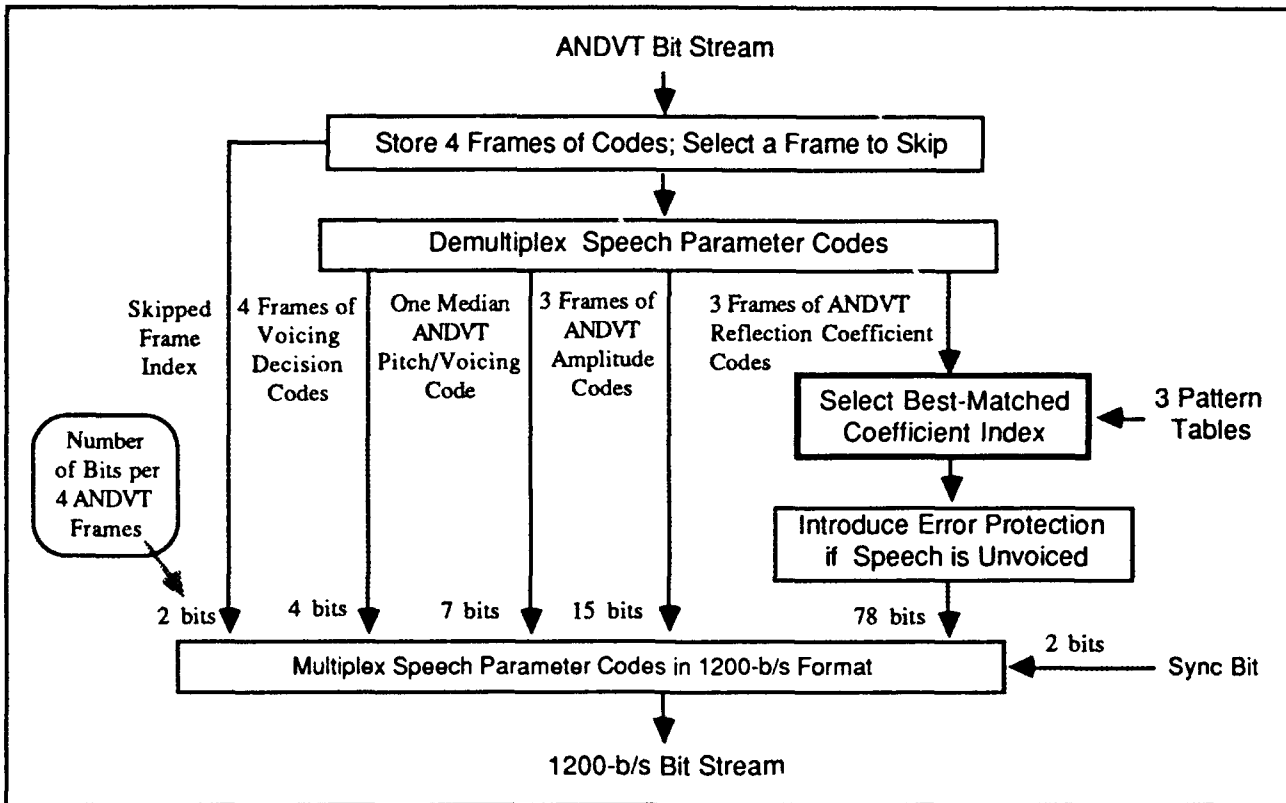 ANDVT Bit Stream
Store 4 Frames of Codes; Select a Frame to Skip
Demultiplex Speech Parameter Codes
Skipped
Frame
Index
4 Frames of
Voicing
Decision
Codes
One Median
ANDVT
Pitch/Voicing
Code
3 Frames of
ANDVT
Amplitude
Codes
3 Frames of ANDVT
Reflection Coefficient
Codes
Select Best-Matched
Coefficient Index
3 Pattern
Tables
Number
of Bits per
4 ANDVT
Frames
Introduce Error Protection
if Speech is Unvoiced
2 bits
4 bits
7 bits
15 bits
78 bits
2 bits
Multiplex Speech Parameter Codes in 1200-b/s Format
Sync Bit
1200-b/s Bit Stream